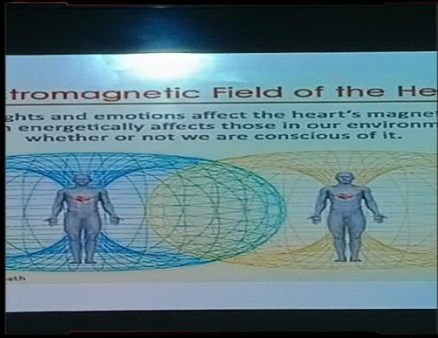 tromagnetic Field of the He
ghts and emotions affect the heart's magne
energetically affects those in our environm
whether or not we are conscious of it.
ath